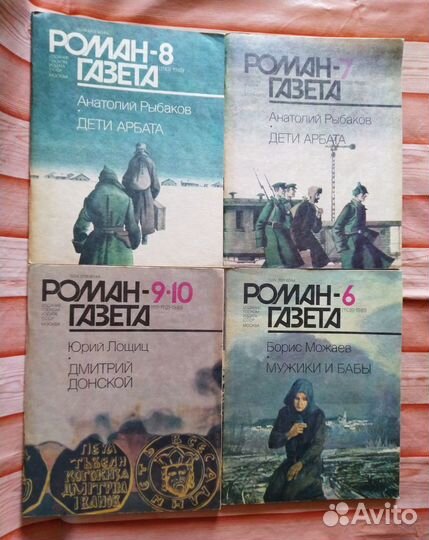 РОМАН-8
ГАЗЕТА
Анатолий Рыбаков
ДЕТИ АРБАТА
РОМАН-7
ГАЗЕТА
Анатолий Рыбаков
ДЕТИ АРБАТА
РОМАН-9•10
ГАЗЕТА
Юрий Лощиц
ДМИТРИЙ
ДОНСКОЙ
РОМАН-6
ГАЗЕТА
Борис Можаев
МУЖИКИ И БАБЫ
Avito